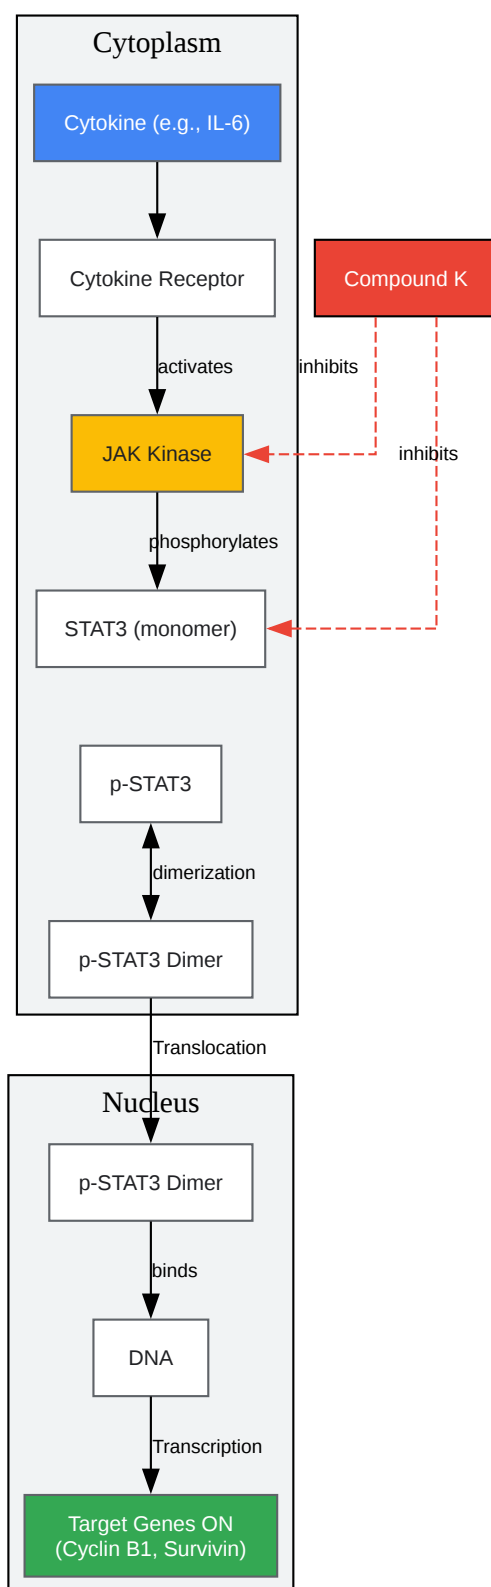 Cytoplasm
Cytokine (e.g., IL-6)
Cytokine Receptor
Compound K
activates
inhibits
JAK Kinase
inhibits
phosphorylates
STAT3 (monomer)
p-STAT3
dimerization
p-STAT3 Dimer
Translocation
Nucleus
p-STAT3 Dimer
binds
DNA
Transcription
Target Genes ON
(Cyclin B1, Survivin)